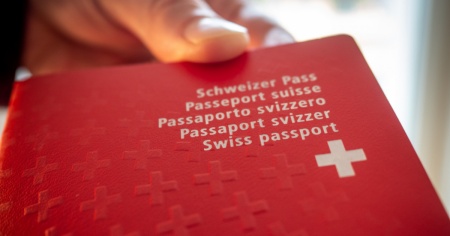 Schweizer Pass
Passeport suisse
Passaporto svizzero
Passaport svizzer
Swiss passport